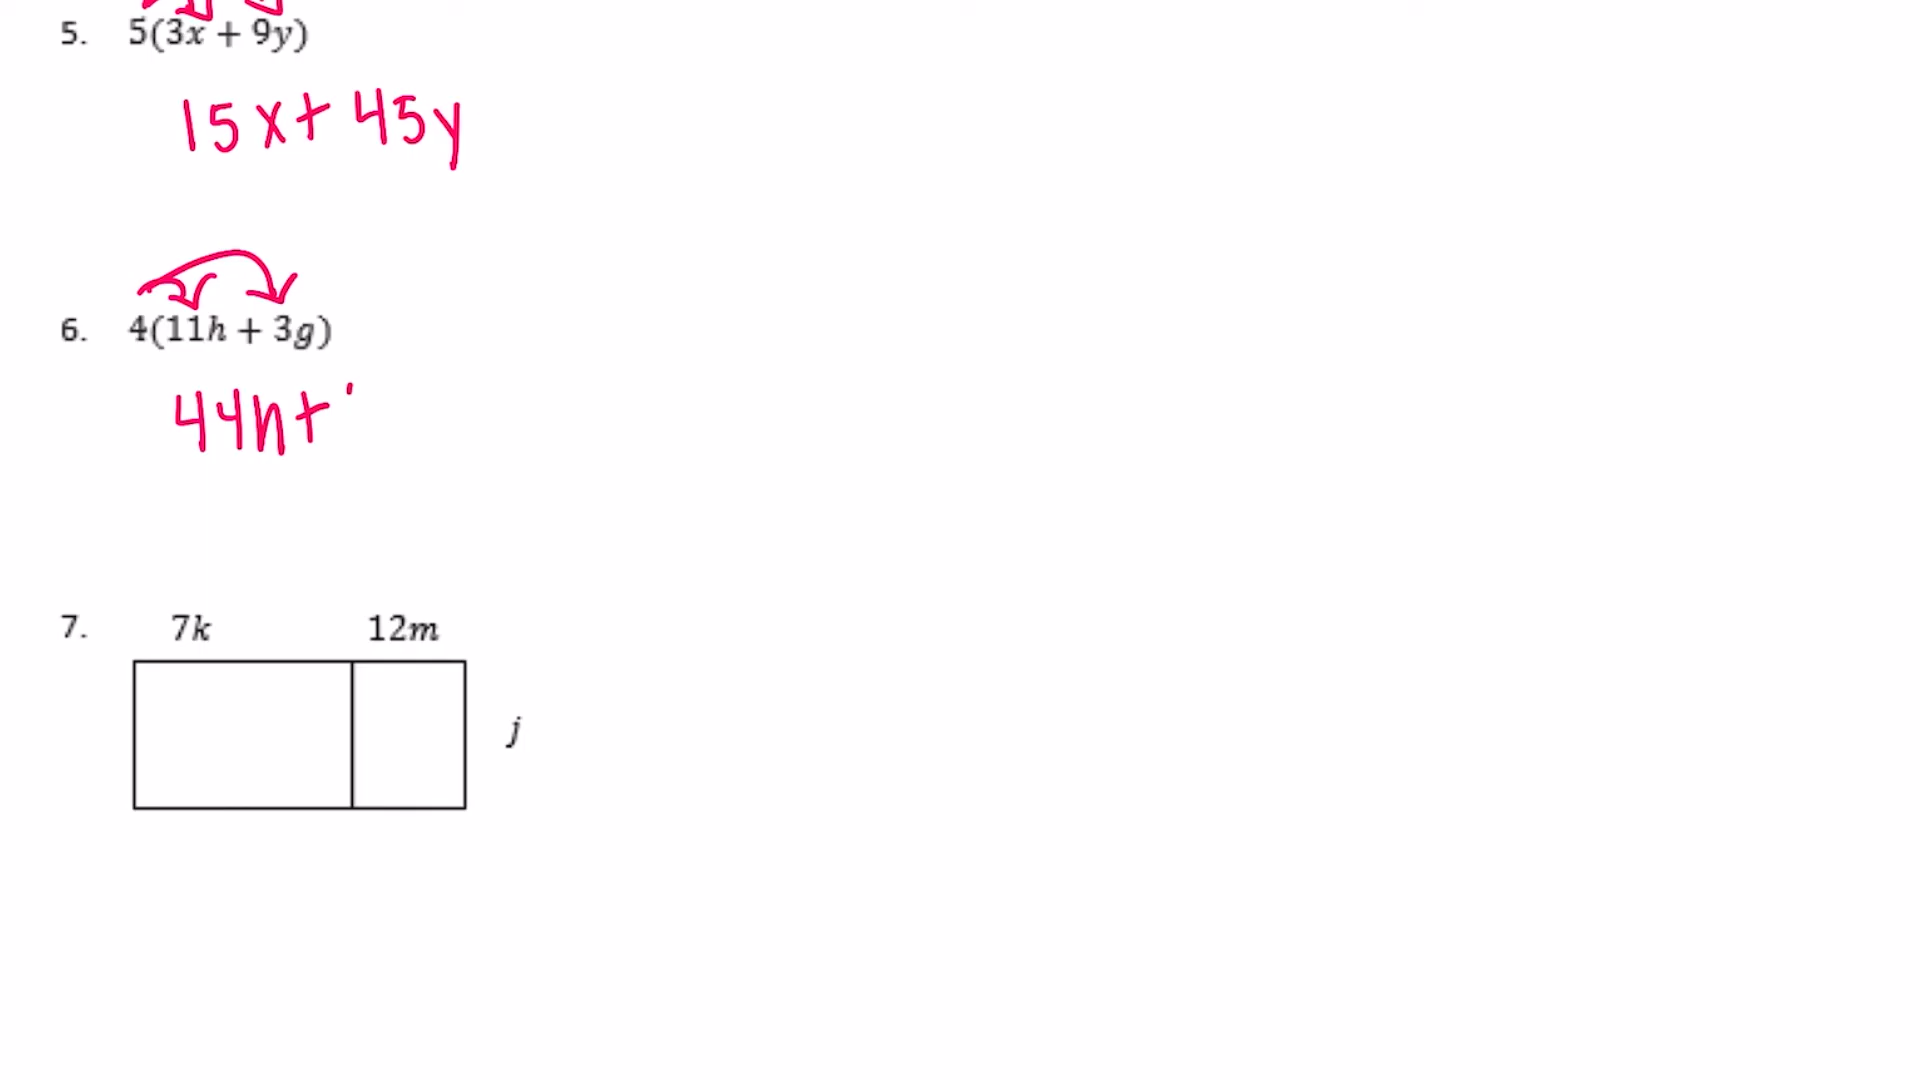 5. 5(3x + 9y)
15x + 45y
6. 4(11h + 3g)
44h +
7. 7k 12m
j